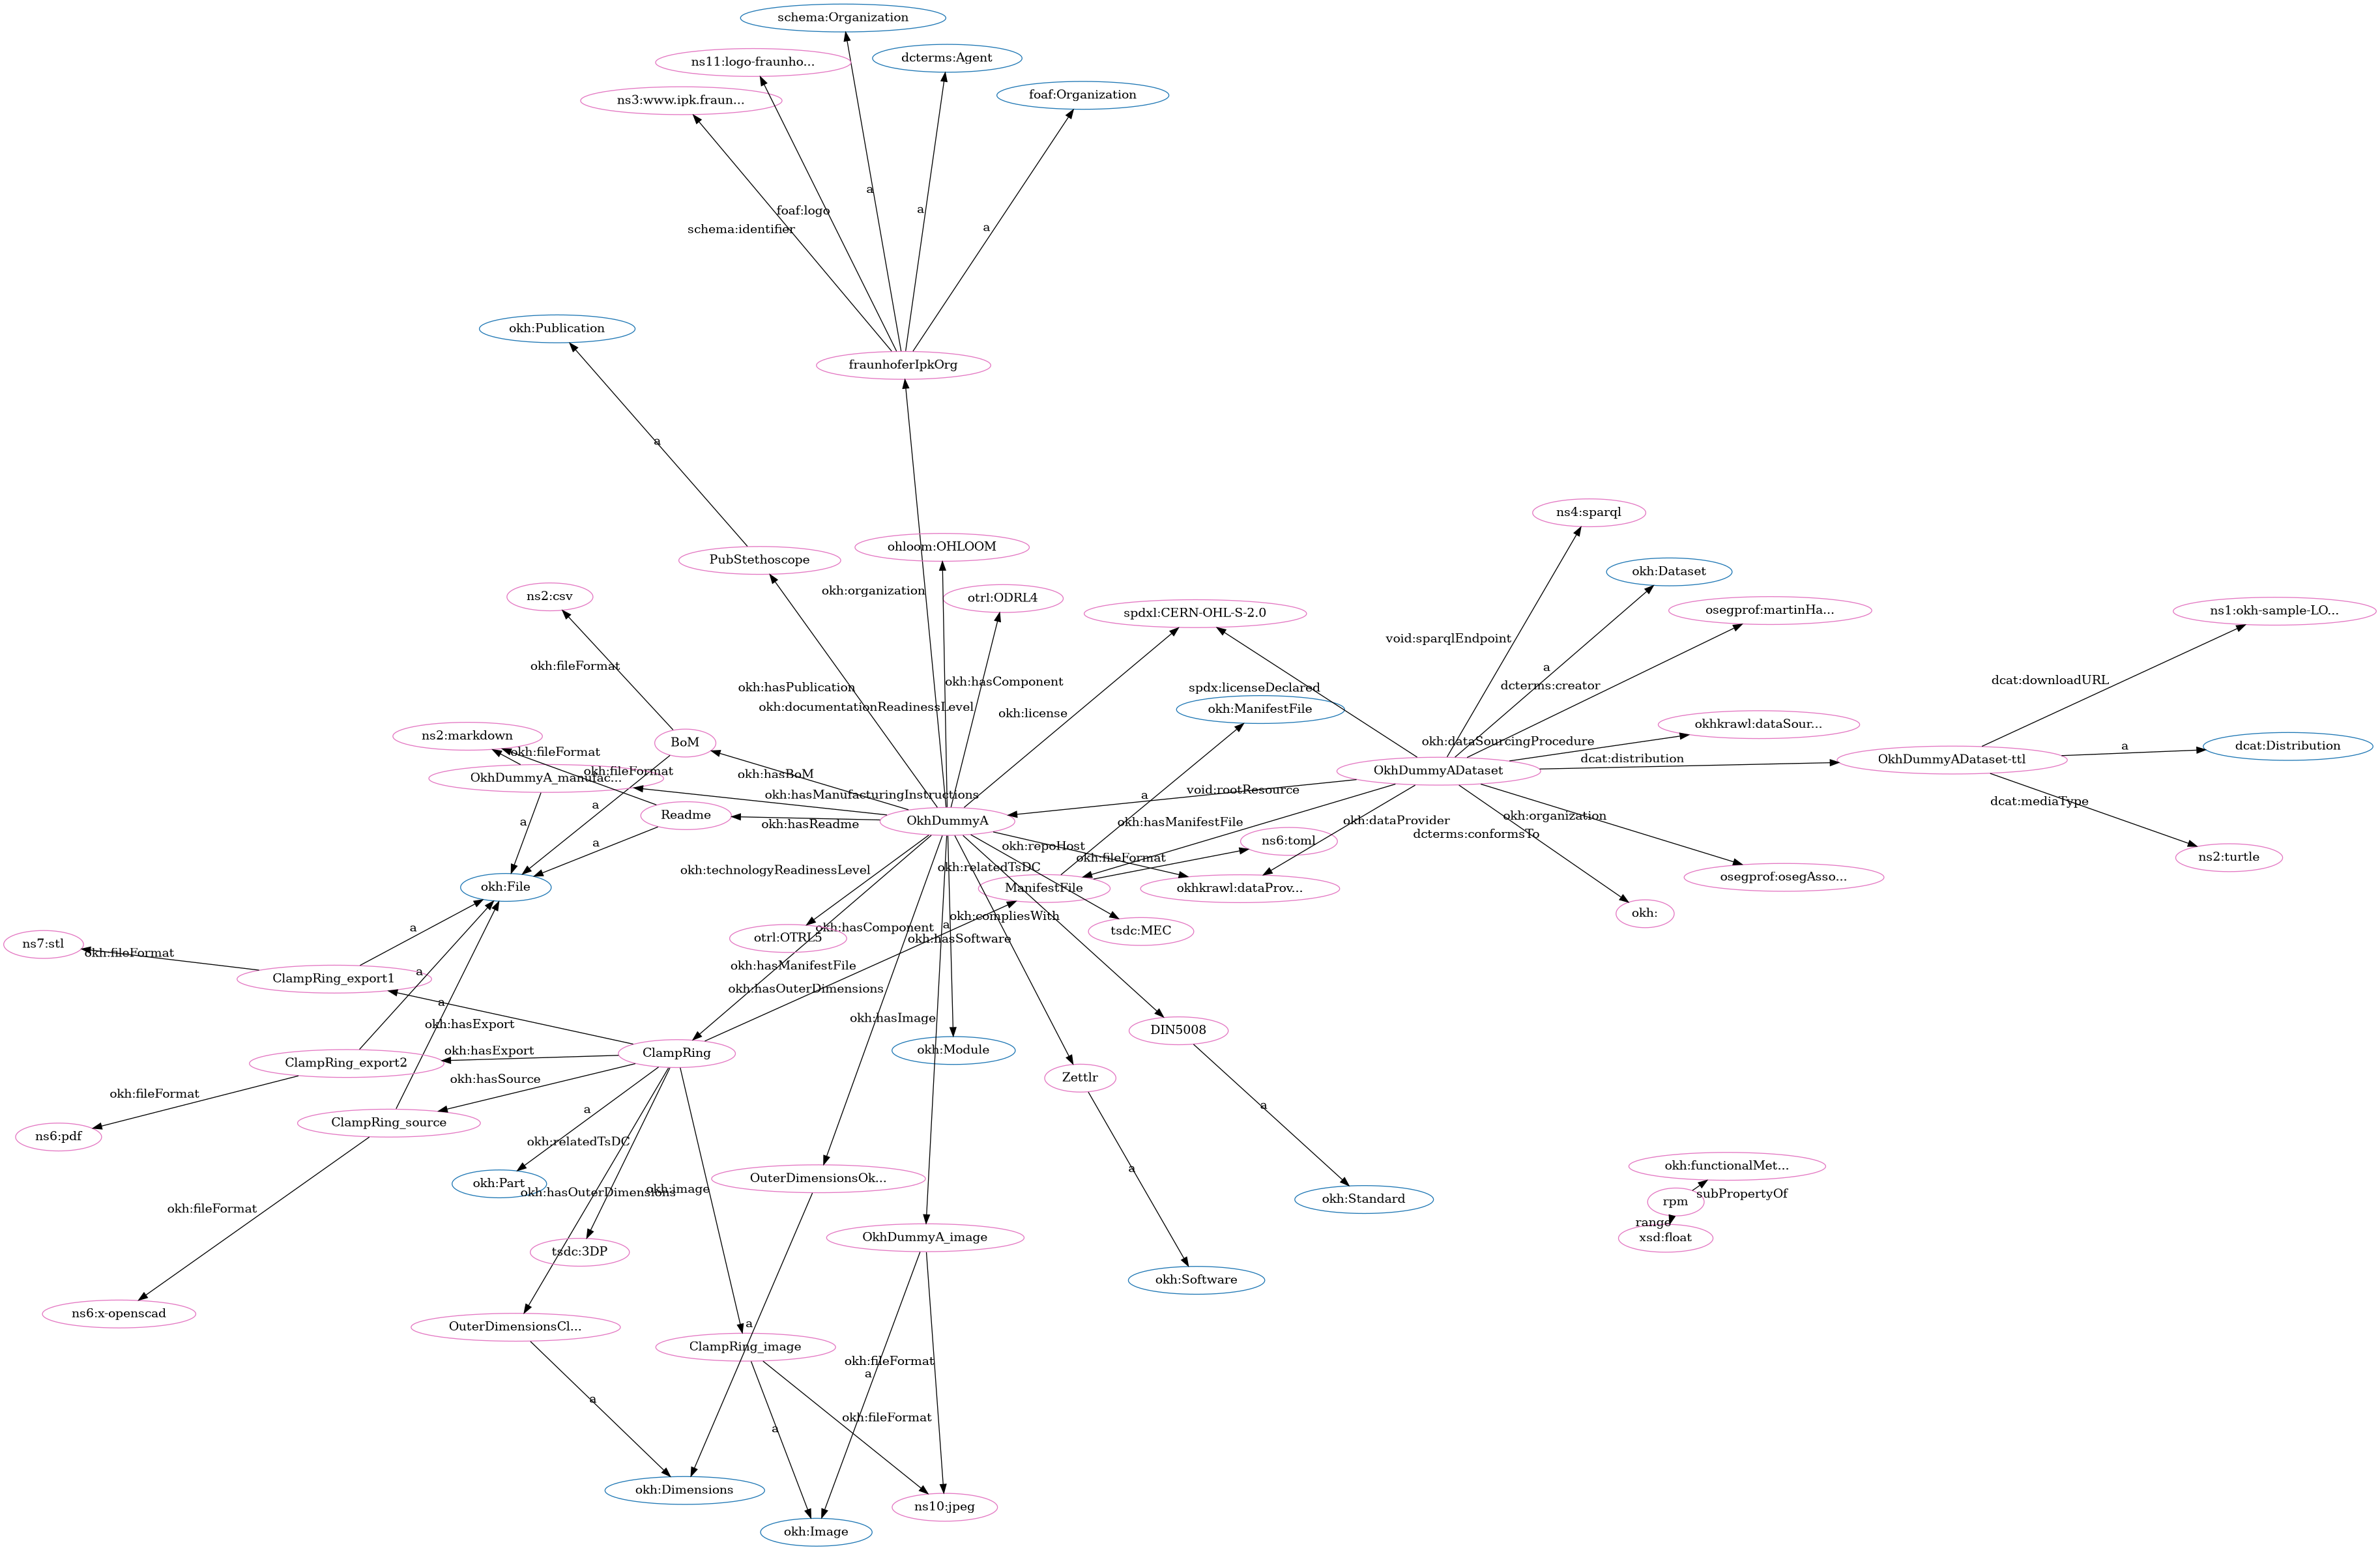 schema:Organization
dcterms:Agent
ns11:logo-fraunho...
foaf:Organization
ns3:www.ipk.fraun...
a
a
foaf:logo
a
schema:identifier
okh:Publication
fraunhoferIpkOrg
a
ns4:sparql
ohloom:OHLOOM
PubStethoscope
okh:Dataset
okh:organization
ns2:csv
otrl:ODRL4
osegprof:martinHa...
ns1:okh-sample-LO...
spdxl:CERN-OHL-S-2.0
void:sparqlEndpoint
okh:fileFormat
a
dcat:downloadURL
okh:hasComponent
okh:hasPublication
spdx:licenseDeclared
dcterms:creator
okh:documentationReadinessLevel
okh:ManifestFile
okh:license
okhkrawl:dataSour...
ns2:markdown
BoM
okh:dataSourcingProcedure
a
dcat:Distribution
okh:fileFormat
dcat:distribution
OkhDummyADataset-ttl
okh:fileFormat
OkhDummyADataset
OkhDummyA_manufac...
okh:hasBoM
void:rootResource
okh:hasManufacturingInstructions
a
dcat:mediaType
a
Readme
okh:organization
a
okh:hasReadme
OkhDummyA
okh:hasManifestFile
okh:dataProvider
dcterms:conformsTo
a
okh:repoHost
ns6:toml
okh:fileFormat
ns2:turtle
okh:technologyReadinessLevel
okh:relatedTsDC
osegprof:osegAsso...
okh:File
ManifestFile
okhkrawl:dataProv...
okh:
okh:compliesWith
a
okh:hasComponent
a
tsdc:MEC
otrl:OTRL5
okh:hasSoftware
ns7:stl
okh:fileFormat
okh:hasManifestFile
a
ClampRing_export1
okh:hasOuterDimensions
a
okh:hasImage
okh:hasExport
DIN5008
okh:hasExport
ClampRing
okh:Module
ClampRing_export2
okh:hasSource
Zettlr
okh:fileFormat
a
a
ClampRing_source
ns6:pdf
okh:relatedTsDC
okh:functionalMet...
a
OuterDimensionsOk...
okh:Part
okh:hasOuterDimensions
okh:image
subPropertyOf
okh:Standard
rpm
okh:fileFormat
range
OkhDummyA_image
xsd:float
tsdc:3DP
okh:Software
ns6:x-openscad
a
OuterDimensionsCl...
ClampRing_image
okh:fileFormat
a
a
okh:fileFormat
a
okh:Dimensions
ns10:jpeg
okh:Image